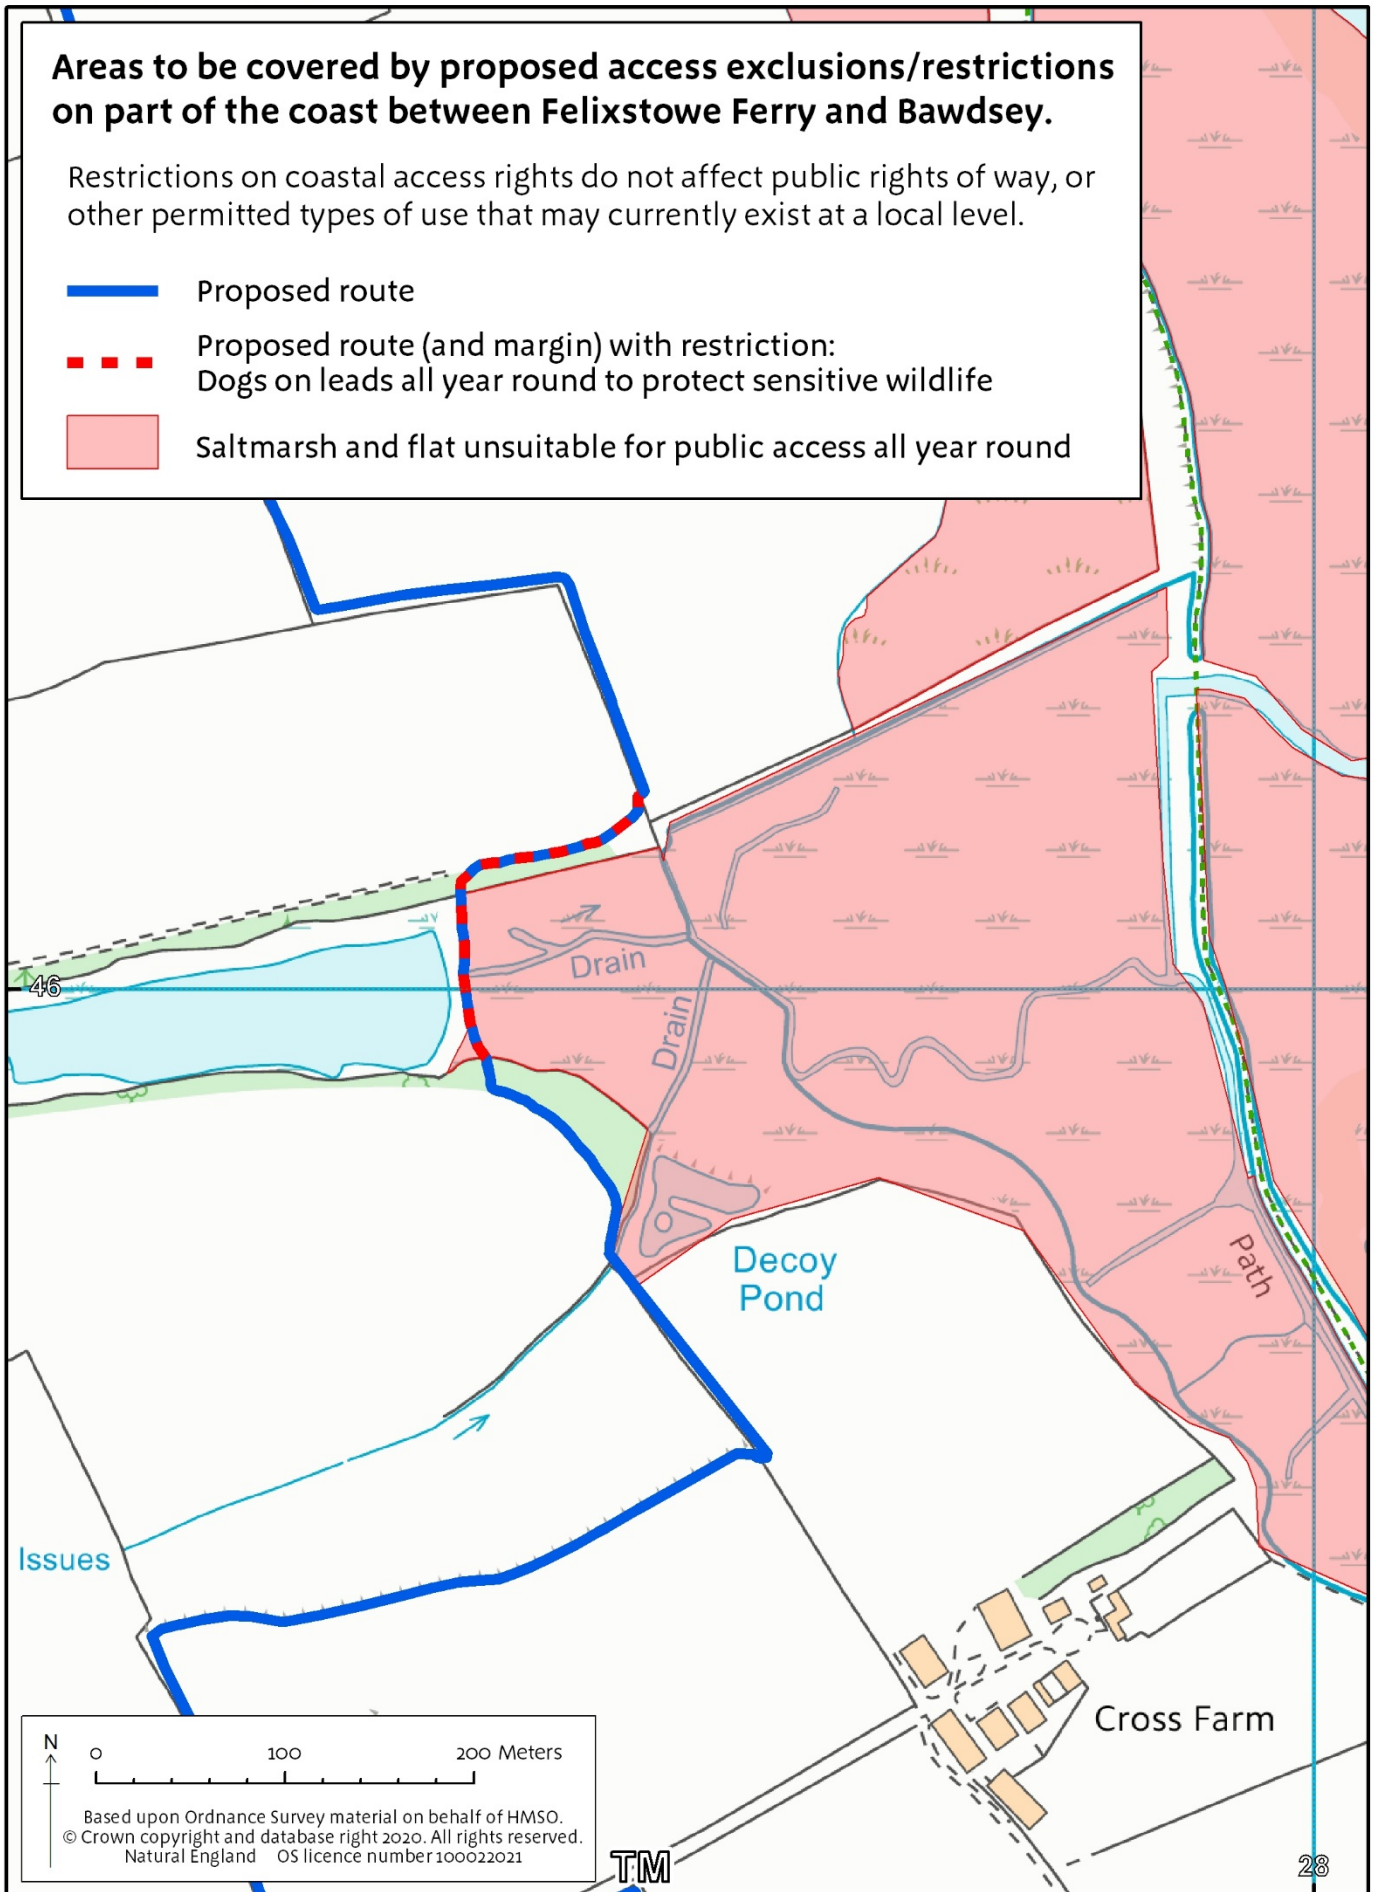 Areas to be covered by proposed access exclusions/restrictions
on part of the coast between Felixstowe Ferry and Bawdsey.
Restrictions on coastal access rights do not affect public rights of way, or
other permitted types of use that may currently exist at a local level.
Proposed route
Proposed route (and margin) with restriction:
Dogs on leads all year round to protect sensitive wildlife
Saltmarsh and flat unsuitable for public access all year round
Drain
46
Drain
Decoy
Pond
Path
Issues
Cross Farm
N
0 100 200 Meters
Based upon Ordnance Survey material on behalf of HMSO.
© Crown copyright and database right 2020. All rights reserved.
Natural England OS licence number 100022021
TM
28